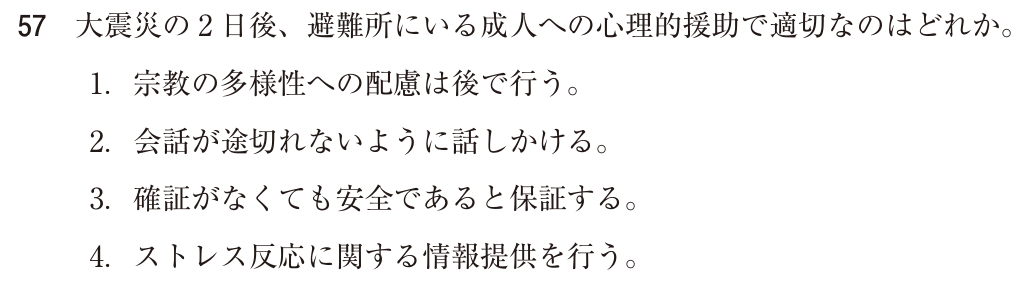 57 大震災の2日後、避難所にいる成人への心理的援助で適切なのはどれか。
1. 宗教の多様性への配慮は後で行う。
2. 会話が途切れないように話しかける。
3. 確証がなくても安全であると保証する。
4. ストレス反応に関する情報提供を行う。